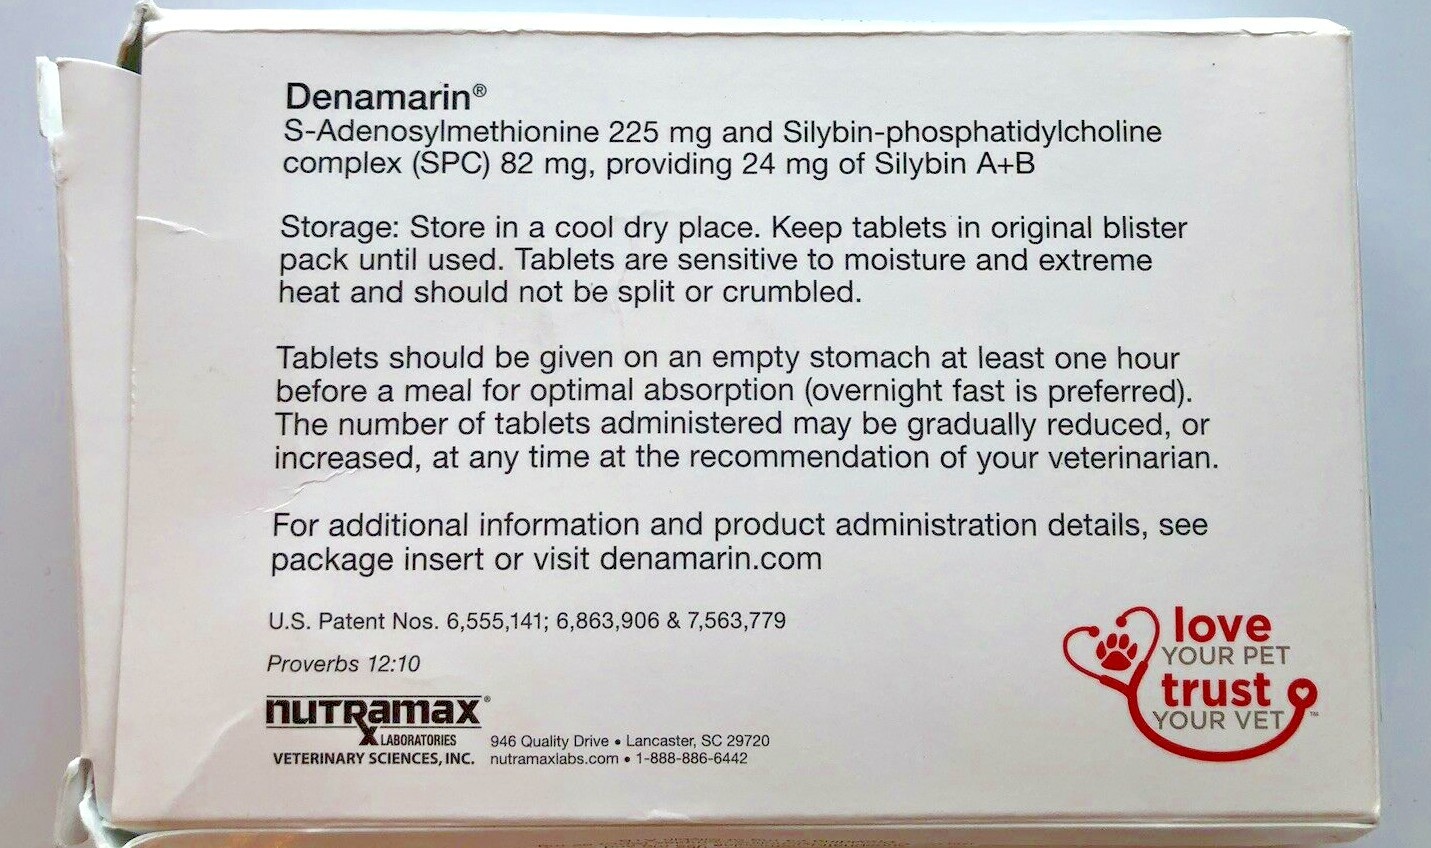 Denamarin®
S-Adenosylmethionine 225 mg and Silybin-phosphatidylcholine
complex (SPC) 82 mg, providing 24 mg of Silybin A+B
Storage: Store in a cool dry place. Keep tablets in original blister
pack until used. Tablets are sensitive to moisture and extreme
heat and should not be split or crumbled.
Tablets should be given on an empty stomach at least one hour
before a meal for optimal absorption (overnight fast is preferred).
The number of tablets administered may be gradually reduced, or
increased, at any time at the recommendation of your veterinarian.
For additional information and product administration details, see
package insert or visit denamarin.com
U.S. Patent Nos. 6,555,141; 6,863,906 & 7,563,779
Proverbs 12:10
nutramax®
LABORATORIES
VETERINARY SCIENCES, INC.
946 Quality Drive • Lancaster, SC 29720
nutramaxlabs.com • 1-888-886-6442
love
YOUR PET
trust
YOUR VET™